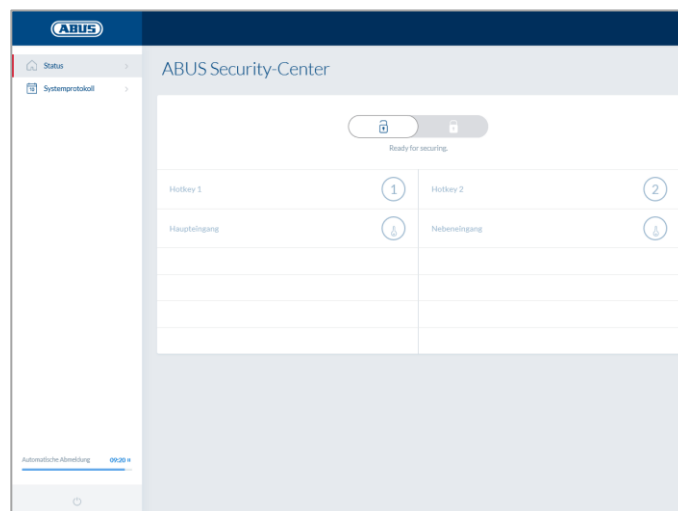 ABUS
Status
Systemprotokoll
ABUS Security-Center
Ready for securing.
Hotkey 1
1
Hotkey 2
2
Haupteingang
Nebeneingang
Automatische Abmeldung 09:20 »